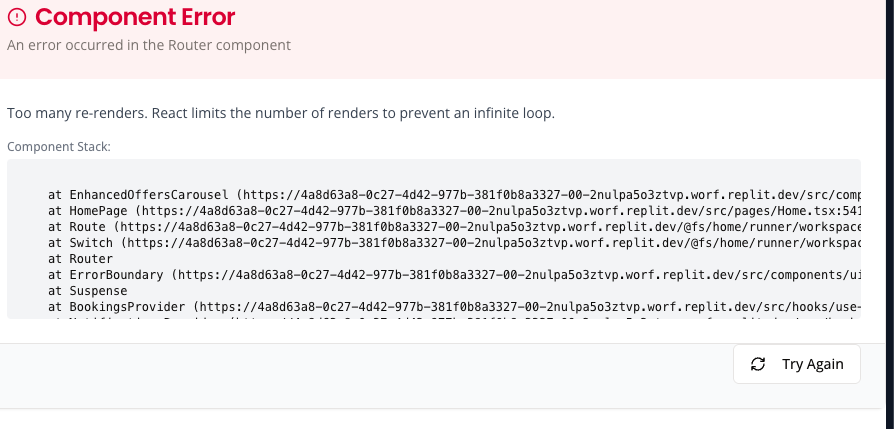 Component Error
An error occurred in the Router component
Too many re-renders. React limits the number of renders to prevent an infinite loop.
Component Stack:
at EnhancedOffersCarousel (https://4a8d63a8-0c27-4d42-977b-381f0b8a3327-00-2nulpa5o3ztvp.worf.replit.dev/src/comp
at HomePage (https://4a8d63a8-0c27-4d42-977b-381f0b8a3327-00-2nulpa5o3ztvp.worf.replit.dev/src/pages/Home.tsx:541
at Route (https://4a8d63a8-0c27-4d42-977b-381f0b8a3327-00-2nulpa5o3ztvp.worf.replit.dev/@fs/home/runner/workspace
at Switch (https://4a8d63a8-0c27-4d42-977b-381f0b8a3327-00-2nulpa5o3ztvp.worf.replit.dev/@fs/home/runner/workspac
at Router
at ErrorBoundary (https://4a8d63a8-0c27-4d42-977b-381f0b8a3327-00-2nulpa5o3ztvp.worf.replit.dev/src/components/ui
at Suspense
at BookingsProvider (https://4a8d63a8-0c27-4d42-977b-381f0b8a3327-00-2nulpa5o3ztvp.worf.replit.dev/src/hooks/use-
Try Again